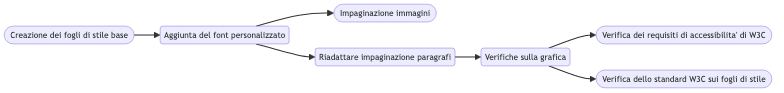 Creazione dei fogli di stile base
Aggiunta del font personalizzato
Impaginazione immagini
Riadattare impaginazione paragrafi
Verifiche sulla grafica
Verifica dei requisiti di accessibilita' di W3C
Verifica dello standard W3C sui fogli di stile